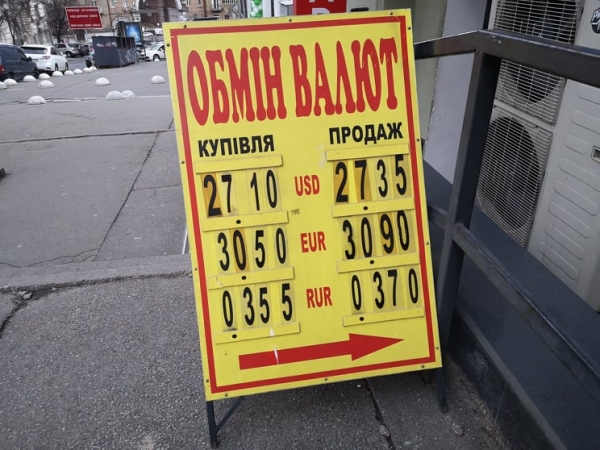 ОБМІН ВАЛЮТ
КУПІВЛЯ ПРОДАЖ
27 10 USD 27 35
30 50 EUR 30 90
0 355 RUR 0 370